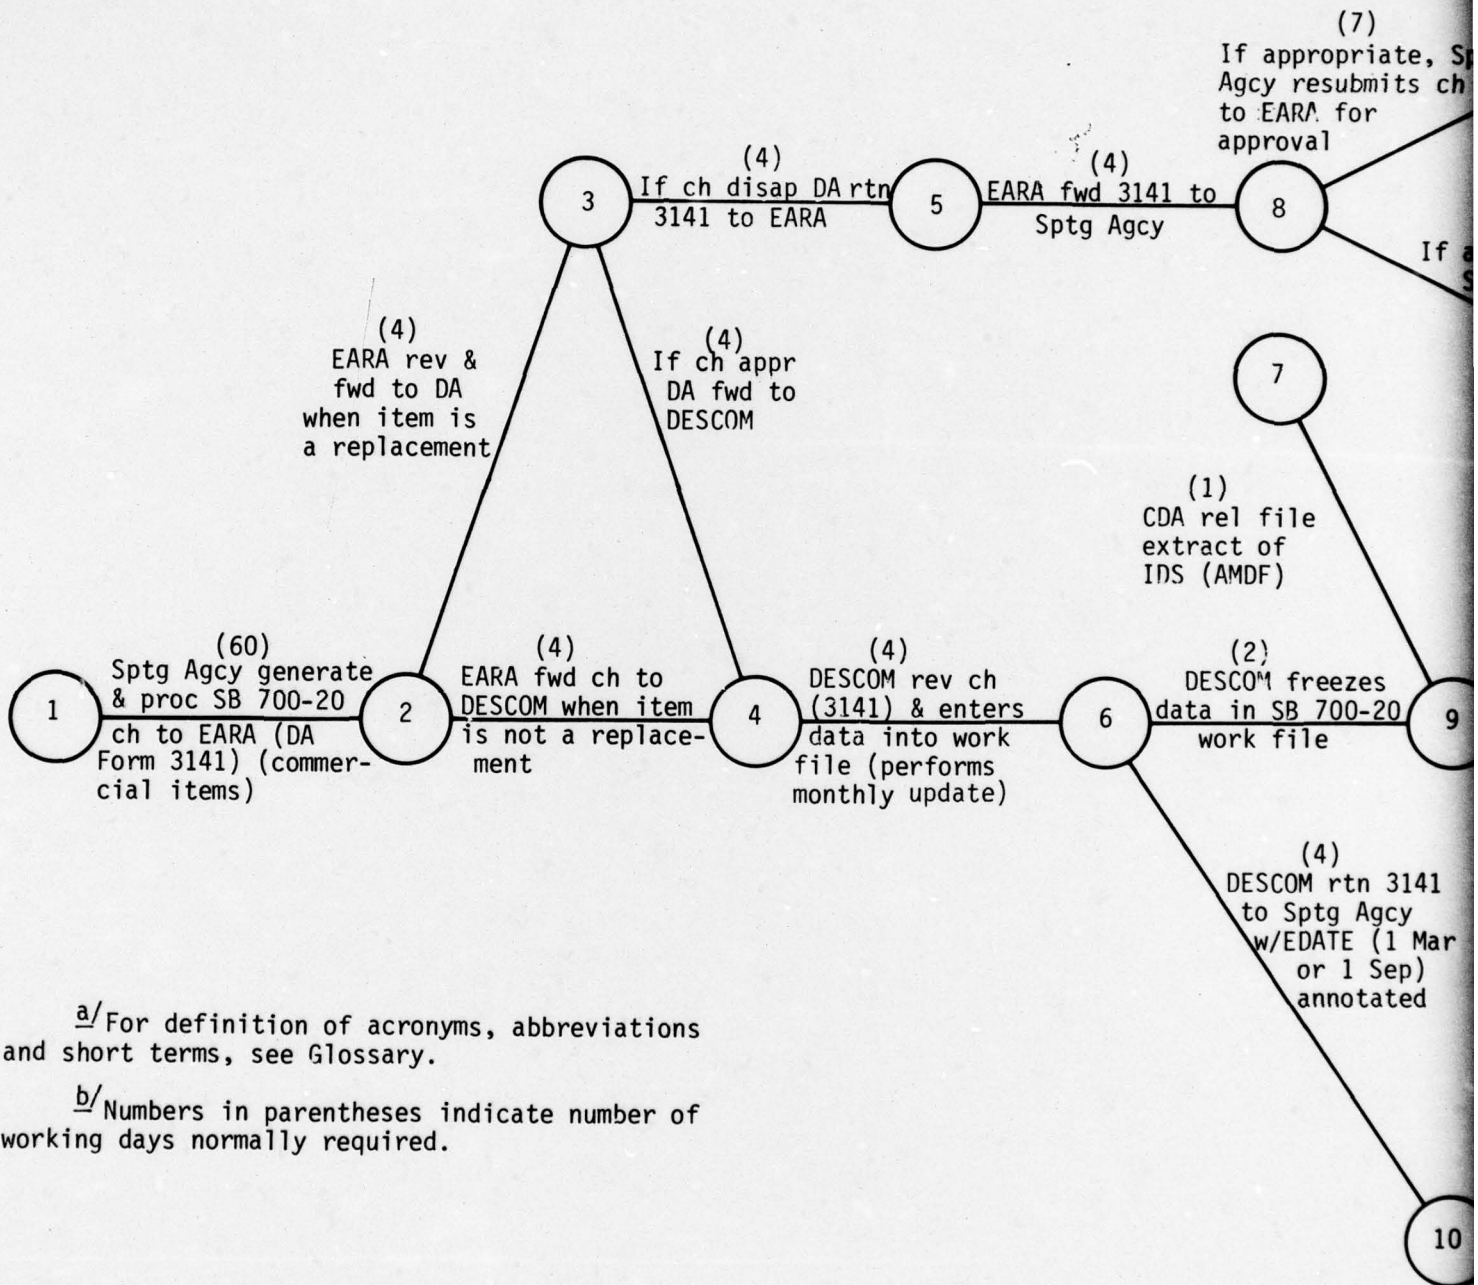 (7)
If appropriate,
Agcy resubmits ch
to EARA for
approval
3
(4)
If ch disap DA rtn
3141 to EARA
5
(4)
EARA fwd 3141 to
Sptg Agcy
8
If
(4)
EARA rev &
fwd to DA
when item is
a replacement
(4)
If ch appr
DA fwd to
DESCOM
7
(1)
CDA rel file
extract of
IDS (AMDF)
1
(60)
Sptg Agcy generate
& proc SB 700-20
ch to EARA (DA
Form 3141) (commer-
cial items)
2
(4)
EARA fwd ch to
DESCOM when item
is not a replace-
ment
4
(4)
DESCOM rev ch
(3141) & enters
data into work
file (performs
monthly update)
6
(2)
DESCOM freezes
data in SB 700-20
work file
9
(4)
DESCOM rtn 3141
to Sptg Agcy
w/EDATE (1 Mar
or 1 Sep)
annotated
10
a/For definition of acronyms, abbreviations
and short terms, see Glossary.
b/Numbers in parentheses indicate number of
working days normally required.